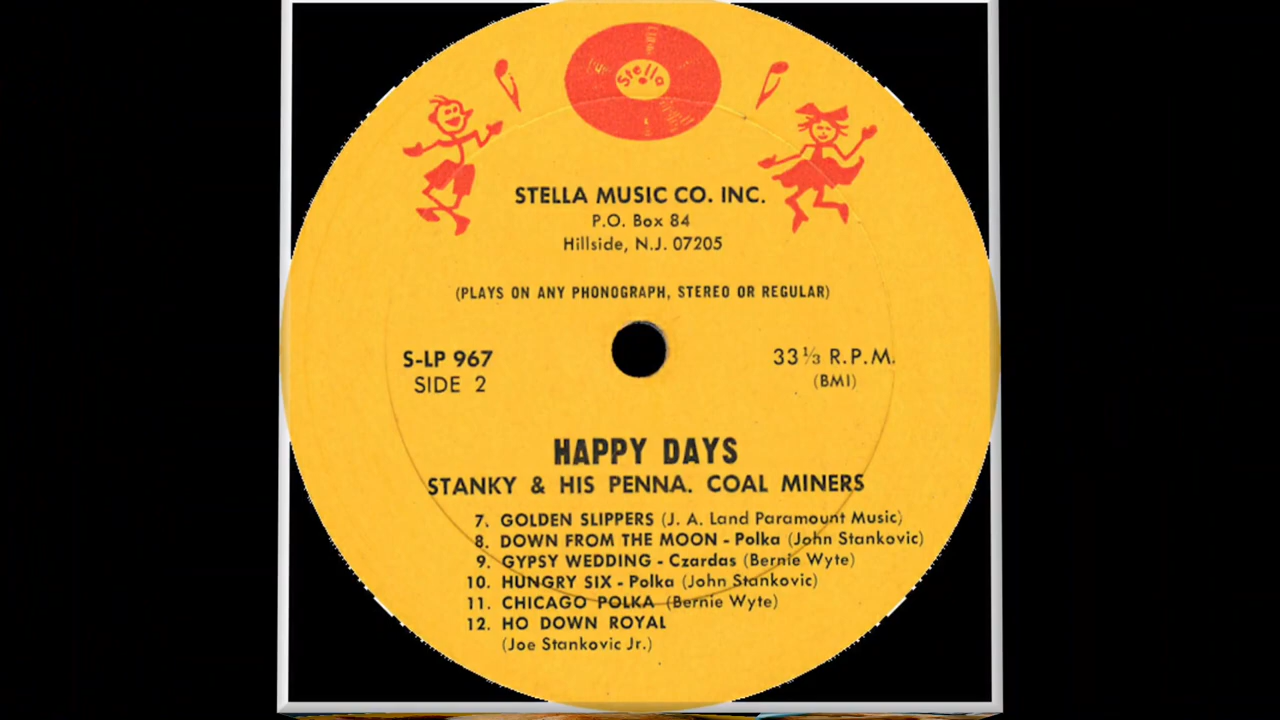 Stella
STELLA MUSIC CO. INC.
P.O. Box 84
Hillside, N.J. 07205
(PLAYS ON ANY PHONOGRAPH, STEREO OR REGULAR)
S-LP 967
SIDE 2
33⅓ R.P.M.
(BMI)
HAPPY DAYS
STANKY & HIS PENNA. COAL MINERS
7. GOLDEN SLIPPERS (J. A. Land Paramount Music)
8. DOWN FROM THE MOON - Polka (John Stankovic)
9. GYPSY WEDDING - Czardas (Bernie Wyte)
10. HUNGRY SIX - Polka (John Stankovic)
11. CHICAGO POLKA (Bernie Wyte)
12. HO DOWN ROYAL
(Joe Stankovic Jr.)